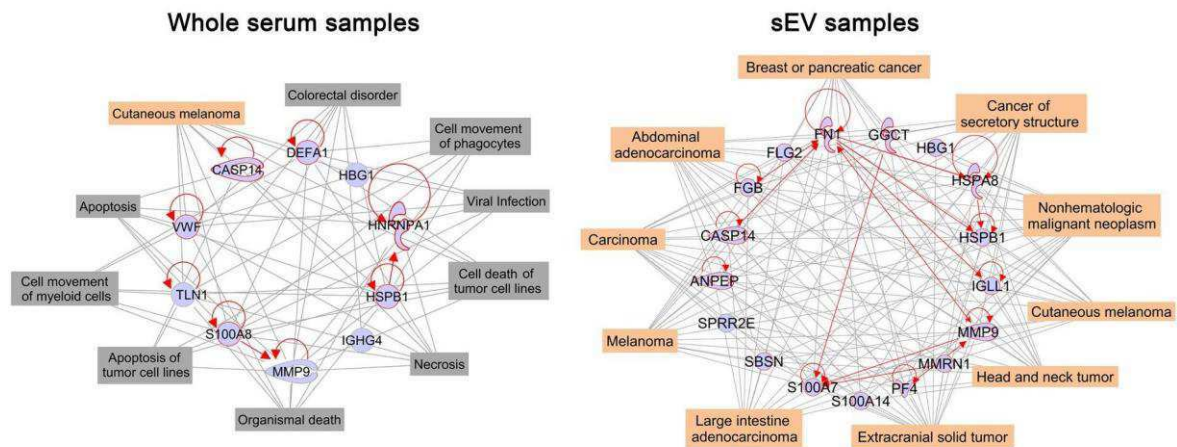 Whole serum samples
Colorectal disorder
Cutaneous melanoma
Cell movement
of phagocytes
DEFA1
CASP14
HBG1
Apoptosis
Viral Infection
HNRNPA1
VWF
Cell movement
of myeloid cells
TLN1
HSPB1
Cell death of
tumor cell lines
S100A8
IGHG4
Apoptosis of
tumor cell lines
MMP9
Necrosis
Organismal death
sEV samples
Breast or pancreatic cancer
Cancer of
secretory structure
Abdominal
adenocarcinoma
FN1
GGCT
HBG1
FLG2
FGB
HSPA8
Nonhematologic
malignant neoplasm
CASP14
HSPB1
Carcinoma
ANPEP
IGLL1
Cutaneous melanoma
SPRR2E
MMP9
Melanoma
SBSN
MMRN1
Head and neck tumor
S100A7
PF4
S100A14
Large intestine
adenocarcinoma
Extracranial solid tumor